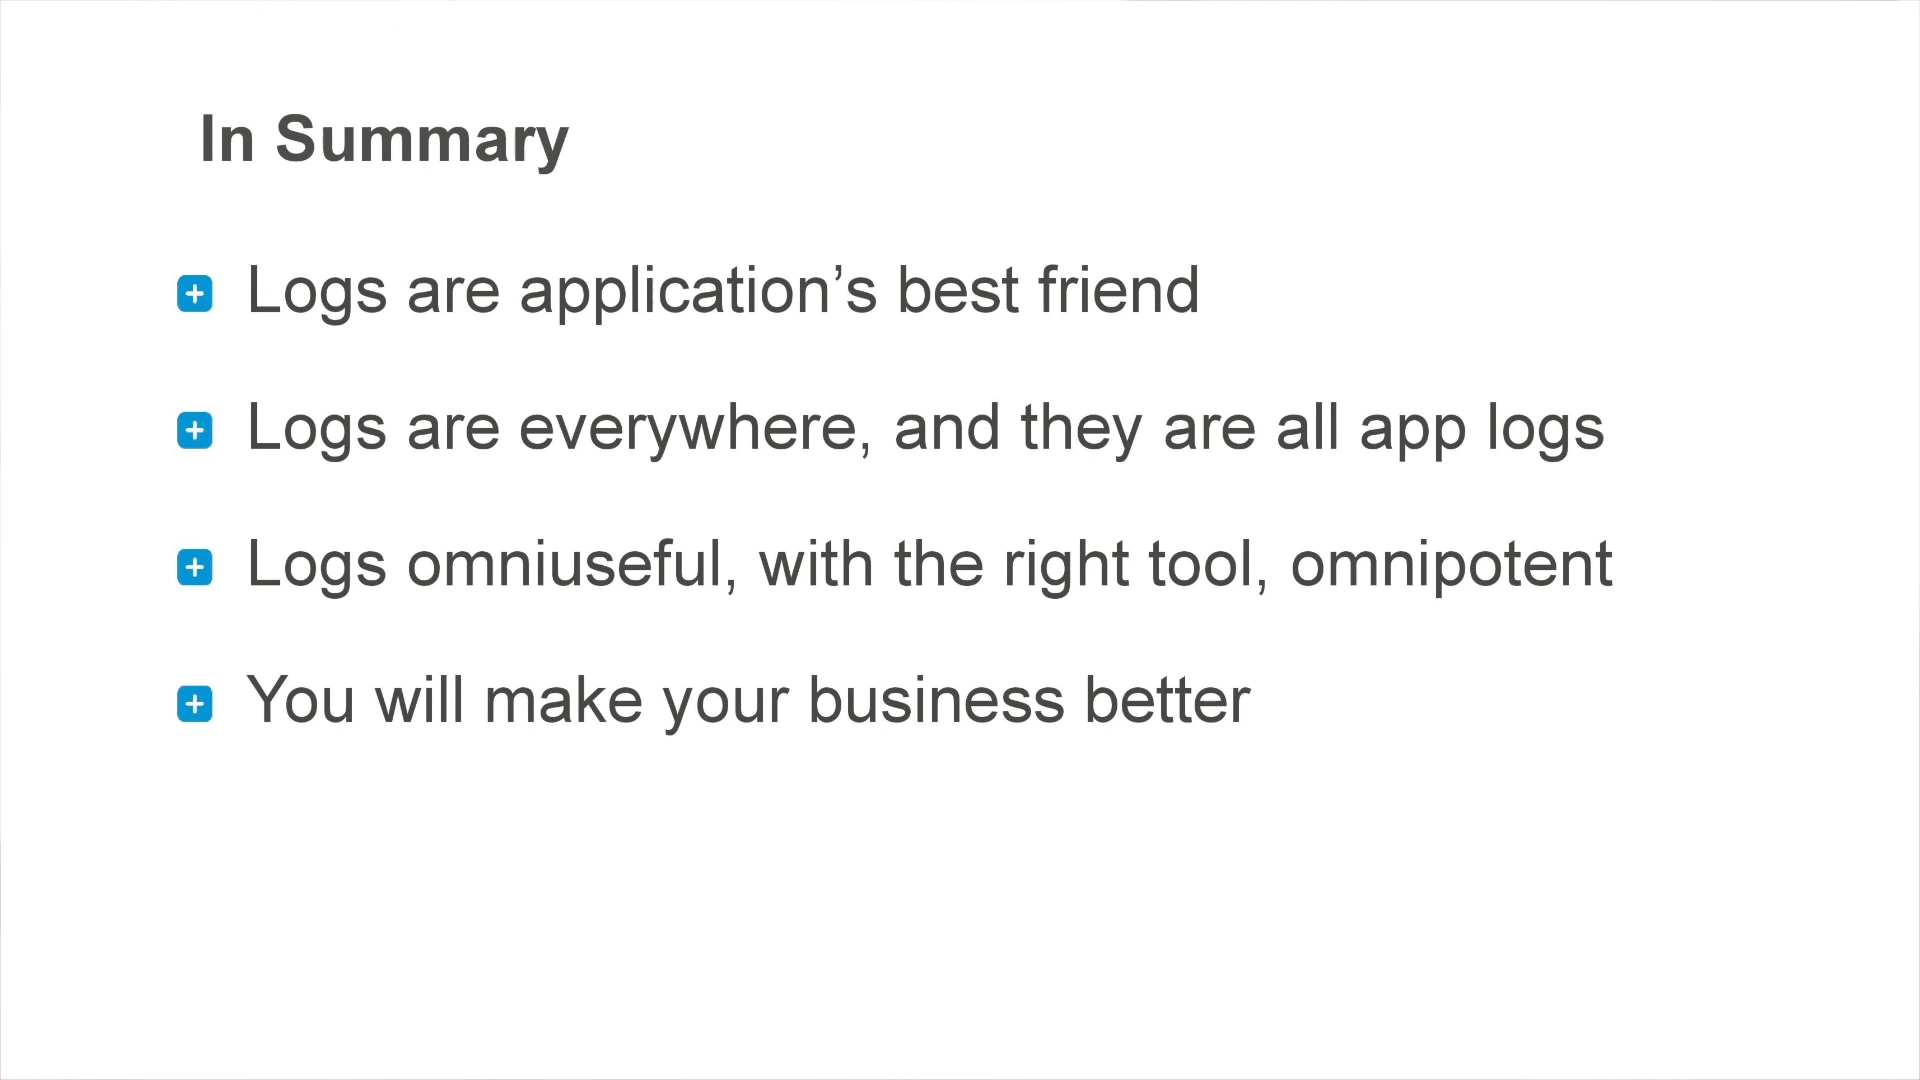 In Summary
Logs are application’s best friend
Logs are everywhere, and they are all app logs
Logs omniuseful, with the right tool, omnipotent
You will make your business better